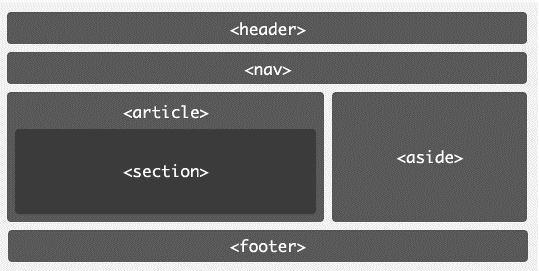 <header>
<nav>
<article>
<section>
<aside>
<footer>